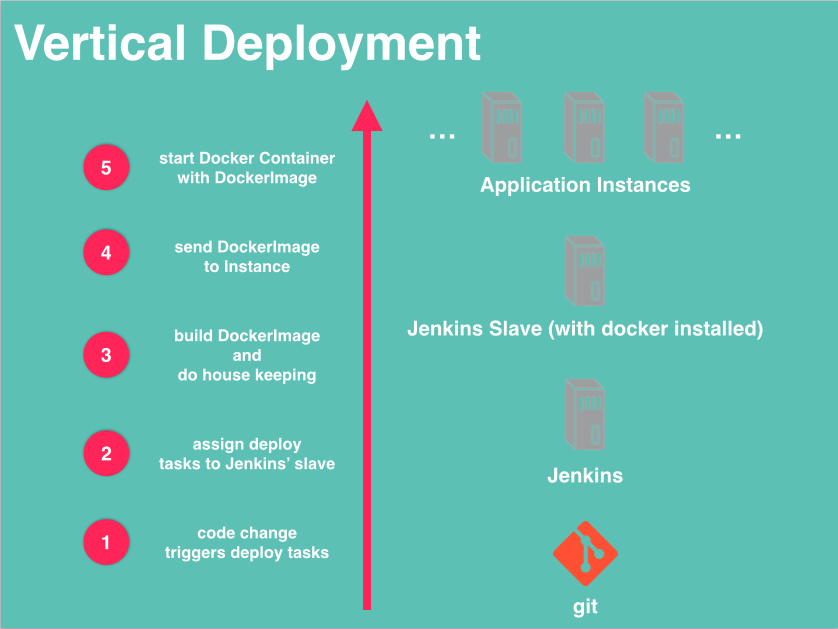 Vertical Deployment
5
start Docker Container
with DockerImage
4
send DockerImage
to Instance
3
build DockerImage
and
do house keeping
2
assign deploy
tasks to Jenkins’ slave
1
code change
triggers deploy tasks
... ...
Application Instances
Jenkins Slave (with docker installed)
Jenkins
git